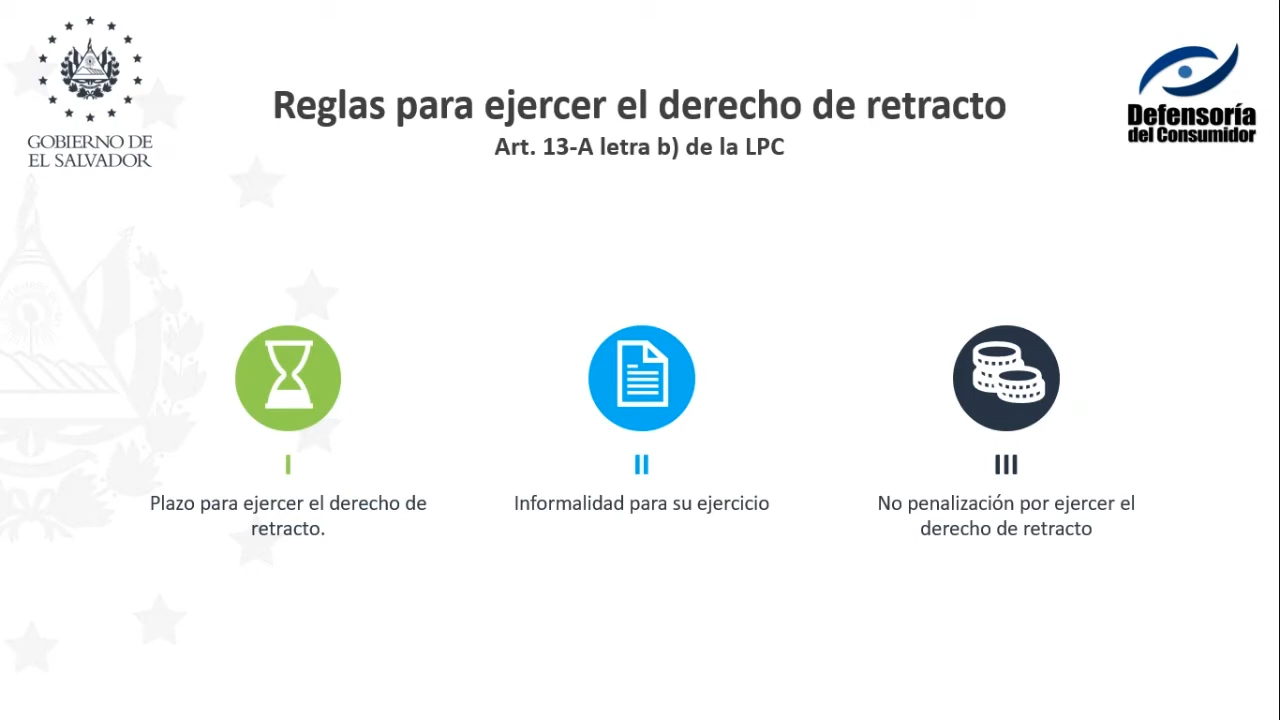 GOBIERNO DE
EL SALVADOR
Reglas para ejercer el derecho de retracto
Art. 13-A letra b) de la LPC
Defensoría
del Consumidor
I
Plazo para ejercer el derecho de
retracto.
II
Informalidad para su ejercicio
III
No penalización por ejercer el
derecho de retracto